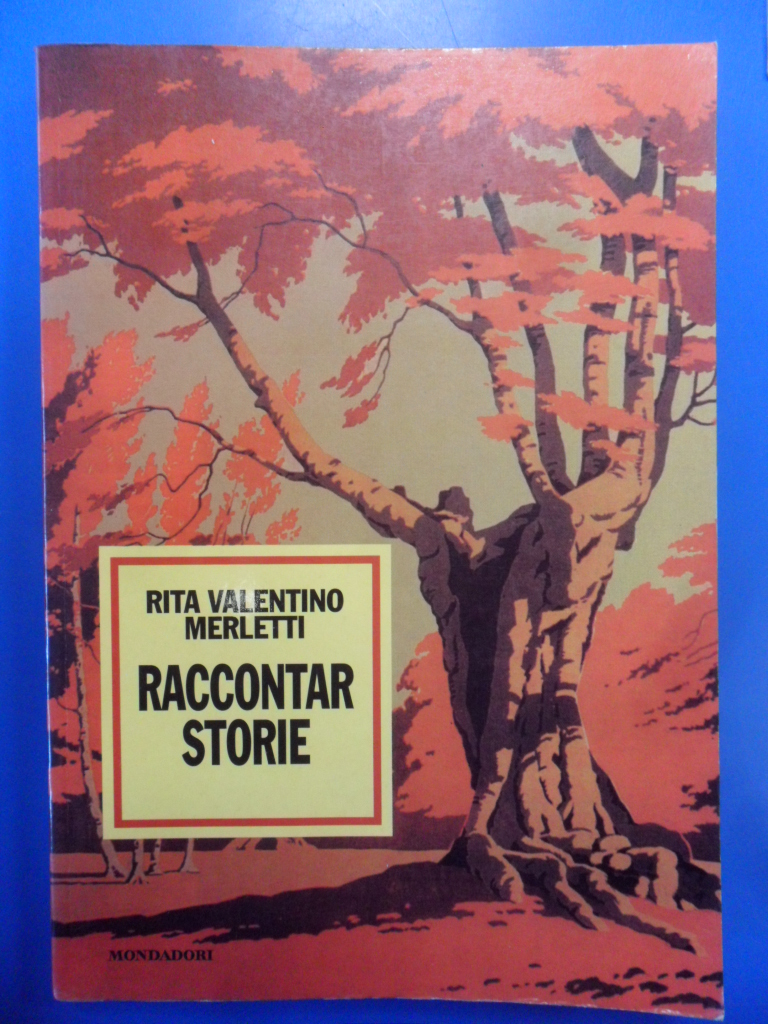 RITA VALENTINO
MERLETTI
RACCONTAR
STORIE
MONDADORI